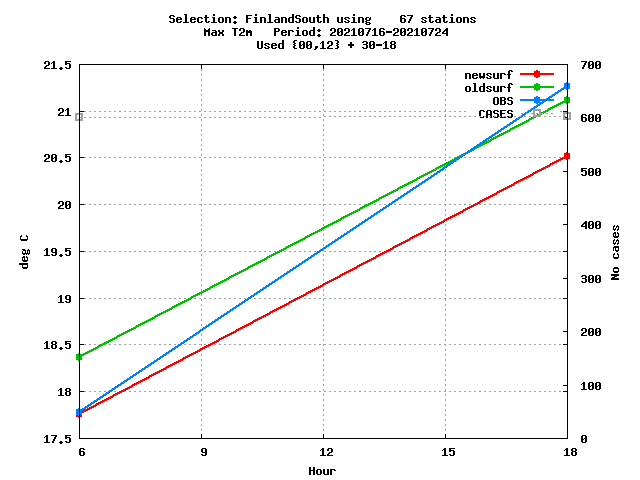 Selection: FinlandSouth using    67 stations
Max T2m   Period: 20210716-20210724
Used {00,12} + 30-18
newsurf
oldsurf
OBS
CASES
21.5
21
20.5
20
19.5
19
18.5
18
17.5
deg C
700
600
500
400
300
200
100
0
No cases
6 9 12 15 18
Hour